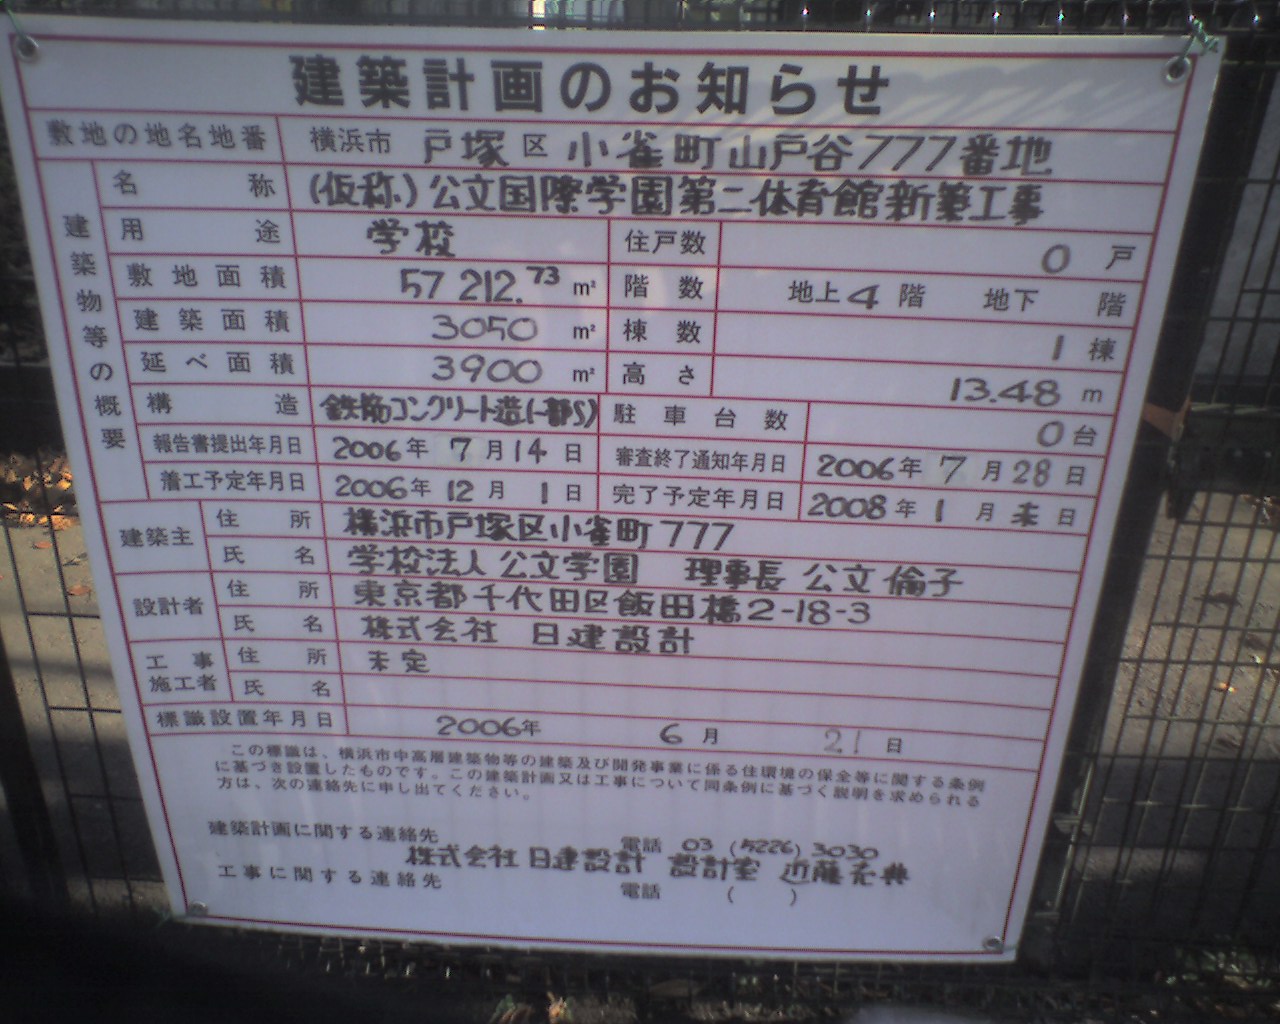 建築計画のお知らせ
敷地の地名地番 横浜市 戸塚区 小雀町山戸谷777番地
建築物等の概要
名称 (仮称)公文国際学園第二体育館新築工事
用途 学校 住戸数 0 戸
敷地面積 57 212.73 m² 階数 地上 4 階 地下 階
建築面積 3050 m² 棟数 1 棟
延べ面積 3900 m² 高さ 13.48 m
構造 鉄筋コンクリート造(一部S) 駐車台数 0 台
報告書提出年月日 2006年 7月14日 審査終了通知年月日 2006年 7月28日
着工予定年月日 2006年 12月 1日 完了予定年月日 2008年 1月末日
建築主 住所 横浜市戸塚区小雀町 777
氏名 学校法人 公文学園 理事長 公文 倫子
設計者 住所 東京都千代田区飯田橋2-18-3
氏名 株式会社 日建設計
工事施工者 住所 未定
氏名
標識設置年月日 2006年 6月 21日
この標識は、横浜市中高層建築物等の建築及び開発事業に係る住環境の保全等に関する条例
に基づき設置したものです。この建築計画又は工事について同条例に基づく説明を求められる
方は、次の連絡先に申し出てください。
建築計画に関する連絡先 電話 03 (5226) 3030
株式会社 日建設計 設計室 近藤 典
工事に関する連絡先 電話 ( )